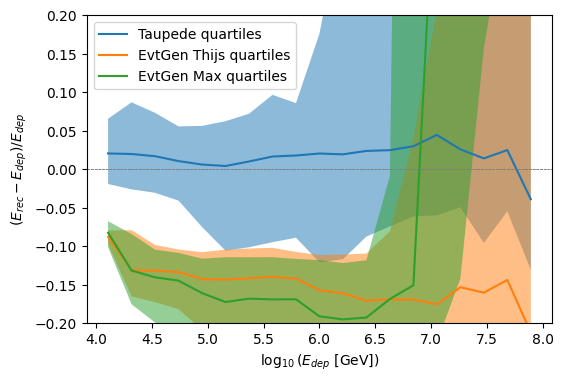 0.20
0.15
0.10
0.05
0.00
−0.05
−0.10
−0.15
−0.20
(E_rec − E_dep)/E_dep
Taupede quartiles
EvtGen Thijs quartiles
EvtGen Max quartiles
4.0 4.5 5.0 5.5 6.0 6.5 7.0 7.5 8.0
log₁₀ (E_dep [GeV])